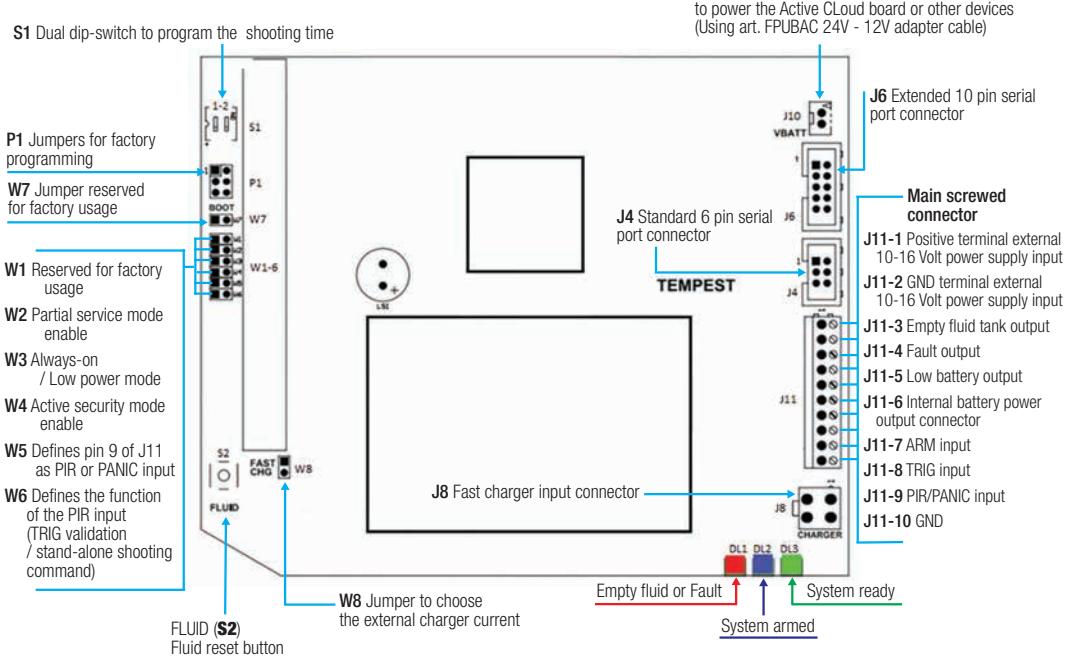 to power the Active CLoud board or other devices
(Using art. FPUBAC 24V - 12V adapter cable)
S1 Dual dip-switch to program the shooting time
1-2
S1
P1 Jumpers for factory
programming
1
P1
BOOT
W7 Jumper reserved
for factory usage
W7
W1-6
W1 Reserved for factory
usage
W2 Partial service mode
enable
W3 Always-on
/ Low power mode
W4 Active security mode
enable
W5 Defines pin 9 of J11
as PIR or PANIC input
W6 Defines the function
of the PIR input
(TRIG validation
/ stand-alone shooting
command)
S2
FLUID
FAST
CHG
W8
FLUID (S2)
Fluid reset button
W8 Jumper to choose
the external charger current
LS1
+
J4 Standard 6 pin serial
port connector
TEMPEST
J8 Fast charger input connector
J10
VBATT
1
J6
1
J4
J11
J8
CHARGER
J6 Extended 10 pin serial
port connector
Main screwed
connector
J11-1 Positive terminal external
10-16 Volt power supply input
J11-2 GND terminal external
10-16 Volt power supply input
J11-3 Empty fluid tank output
J11-4 Fault output
J11-5 Low battery output
J11-6 Internal battery power
output connector
J11-7 ARM input
J11-8 TRIG input
J11-9 PIR/PANIC input
J11-10 GND
DL1 DL2 DL3
Empty fluid or Fault
System armed
System ready